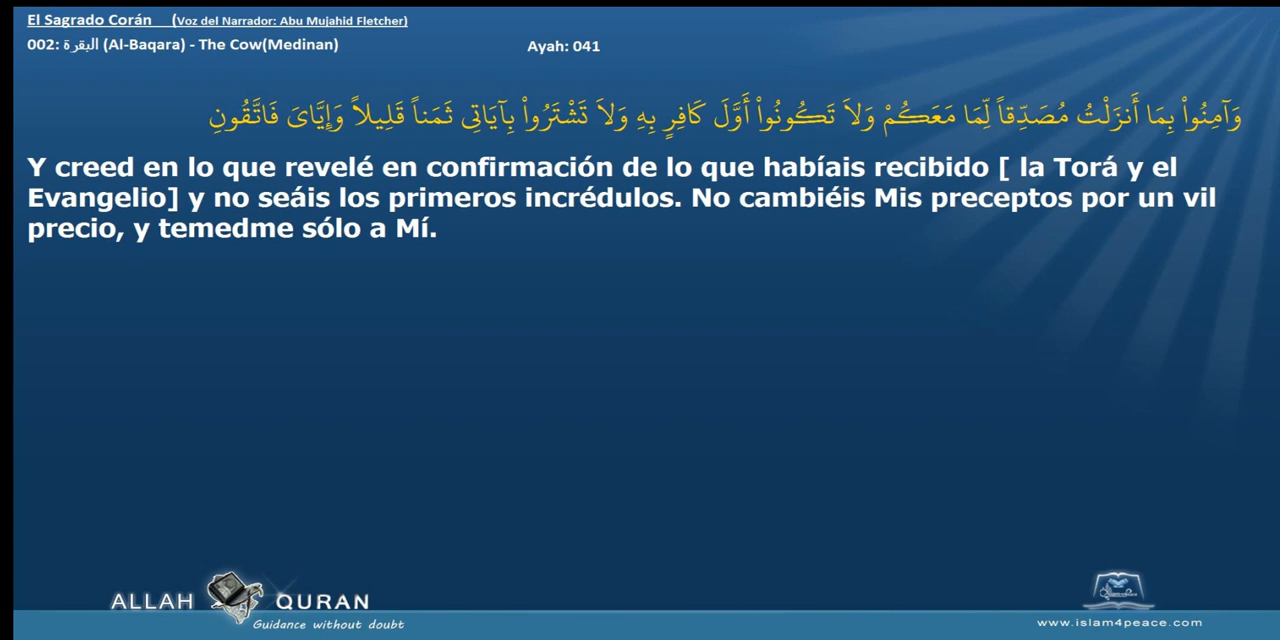 El Sagrado Corán (Voz del Narrador: Abu Mujahid Fletcher)
002: البقرة (Al-Baqara) - The Cow(Medinan) Ayah: 041
وَآمِنُواْ بِمَا أَنزَلْتُ مُصَدِّقاً لِّمَا مَعَكُمْ وَلاَ تَكُونُواْ أَوَّلَ كَافِرٍ بِهِ وَلاَ تَشْتَرُواْ بِآيَاتِي ثَمَناً قَلِيلاً وَإِيَّايَ فَاتَّقُونِ
Y creed en lo que revelé en confirmación de lo que habíais recibido [ la Torá y el
Evangelio] y no seáis los primeros incrédulos. No cambiéis Mis preceptos por un vil
precio, y temedme sólo a Mí.
ALLAH QURAN
Guidance without doubt
www.islam4peace.com